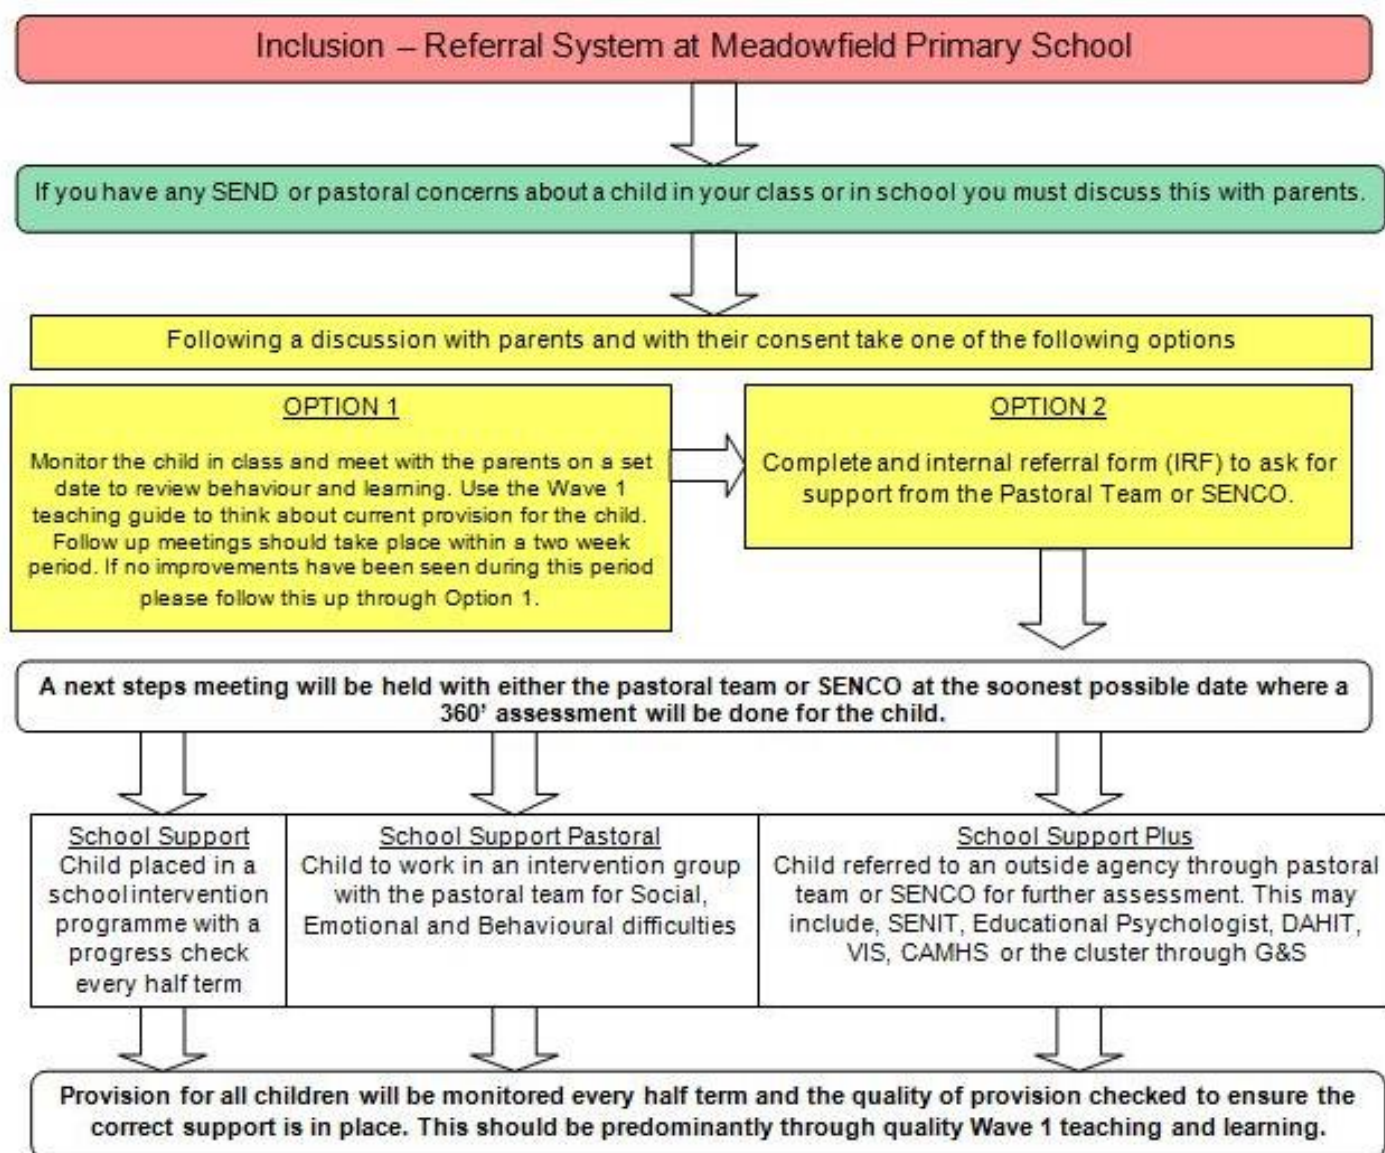 Inclusion – Referral System at Meadowfield Primary School
If you have any SEND or pastoral concerns about a child in your class or in school you must discuss this with parents.
Following a discussion with parents and with their consent take one of the following options
OPTION 1
Monitor the child in class and meet with the parents on a set
date to review behaviour and learning. Use the Wave 1
teaching guide to think about current provision for the child.
Follow up meetings should take place within a two week
period. If no improvements have been seen during this period
please follow this up through Option 1.
OPTION 2
Complete and internal referral form (IRF) to ask for
support from the Pastoral Team or SENCO.
A next steps meeting will be held with either the pastoral team or SENCO at the soonest possible date where a
360' assessment will be done for the child.
School Support
Child placed in a
school intervention
programme with a
progress check
every half term
School Support Pastoral
Child to work in an intervention group
with the pastoral team for Social,
Emotional and Behavioural difficulties
School Support Plus
Child referred to an outside agency through pastoral
team or SENCO for further assessment. This may
include, SENIT, Educational Psychologist, DAHIT,
VIS, CAMHS or the cluster through G&S
Provision for all children will be monitored every half term and the quality of provision checked to ensure the
correct support is in place. This should be predominantly through quality Wave 1 teaching and learning.